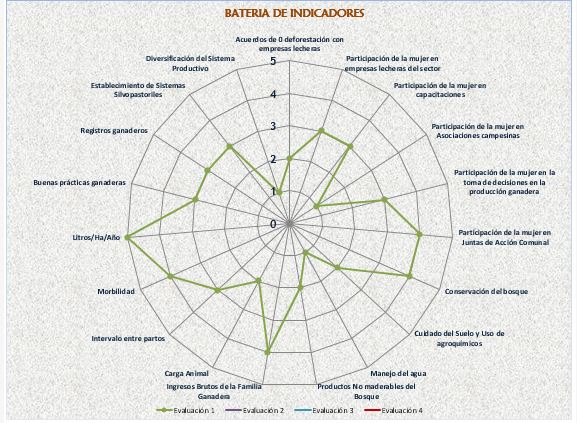 BATERIA DE INDICADORES
Acuerdos de 0 deforestación con
empresas lecheras
Participación de la mujer en
empresas lecheras del sector
Participación de la mujer en
capacitaciones
Participación de la mujer en
Asociaciones campesinas
Participación de la mujer en la
toma de decisiones en la
producción ganadera
Participación de la mujer en
Juntas de Acción Comunal
Conservación del bosque
Cuidado del Suelo y Uso de
agroquímicos
Manejo del agua
Productos No maderables del
Bosque
Ingresos Brutos de la Familia
Ganadera
Carga Animal
Intervalo entre partos
Morbilidad
Litros/Ha/Año
Buenas prácticas ganaderas
Registros ganaderos
Establecimiento de Sistemas
Silvopastoriles
Diversificación del Sistema
Productivo
5
4
3
2
1
0
Evaluación 1
Evaluación 2
Evaluación 3
Evaluación 4